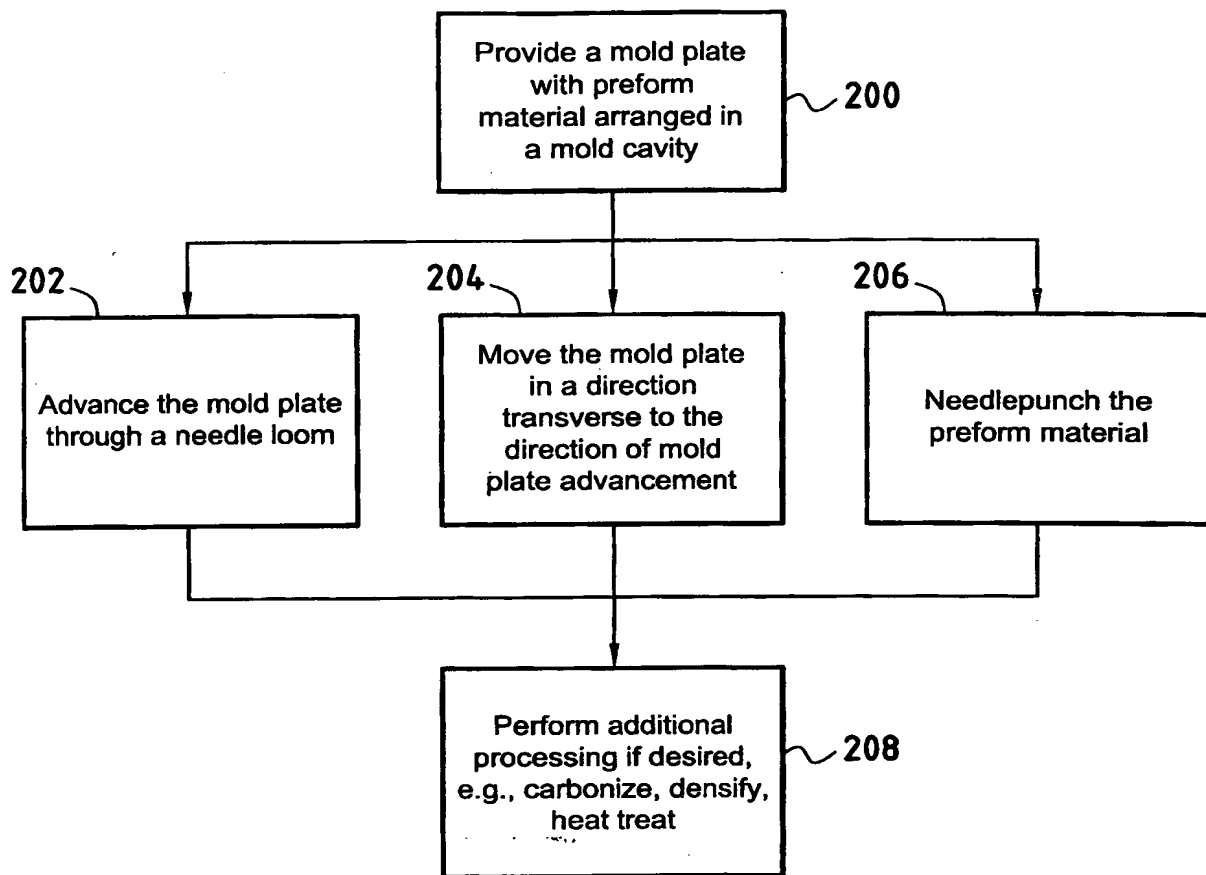 Provide a mold plate
with preform
material arranged in
a mold cavity
200
202
Advance the mold plate
through a needle loom
204
Move the mold plate
in a direction
transverse to the
direction of mold
plate advancement
206
Needlepunch the
preform material
Perform additional
processing if desired,
e.g., carbonize, densify,
heat treat
208